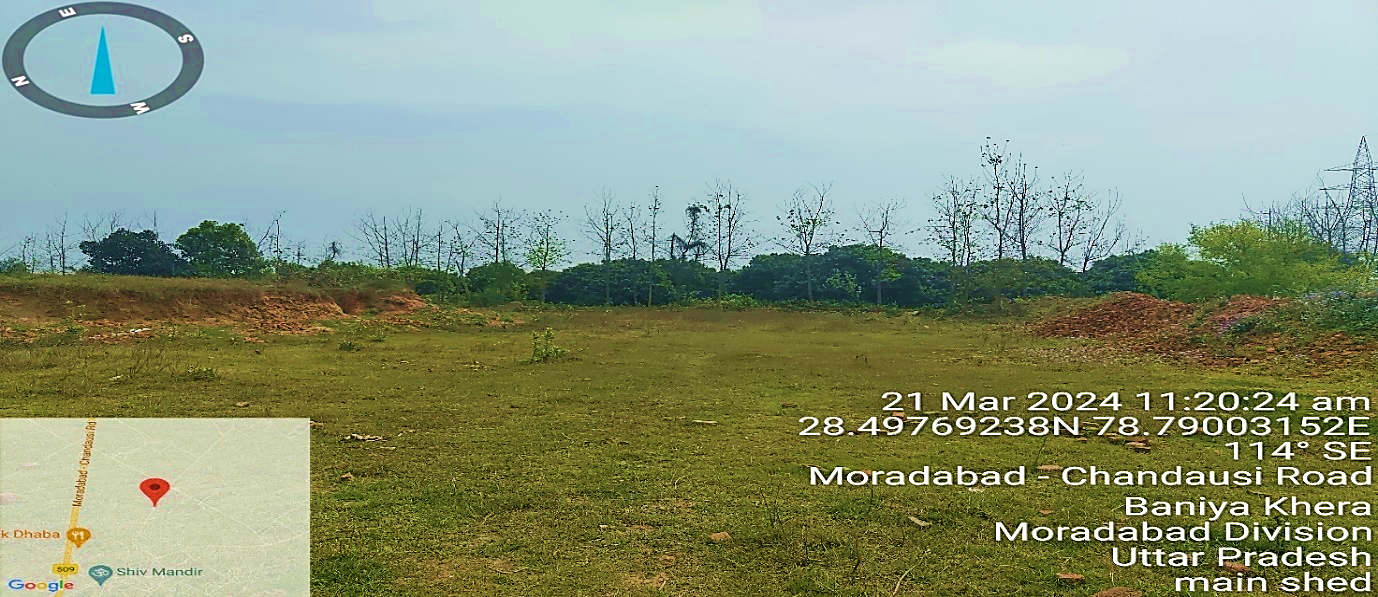 E
S
N
W
21 Mar 2024 11:20:24 am
28.49769238N 78.79003152E
114° SE
Moradabad - Chandausi Road
Baniya Khera
Moradabad Division
Uttar Pradesh
main shed
Moradabad - Chandausi Rd
k Dhaba
509
Shiv Mandir
Google